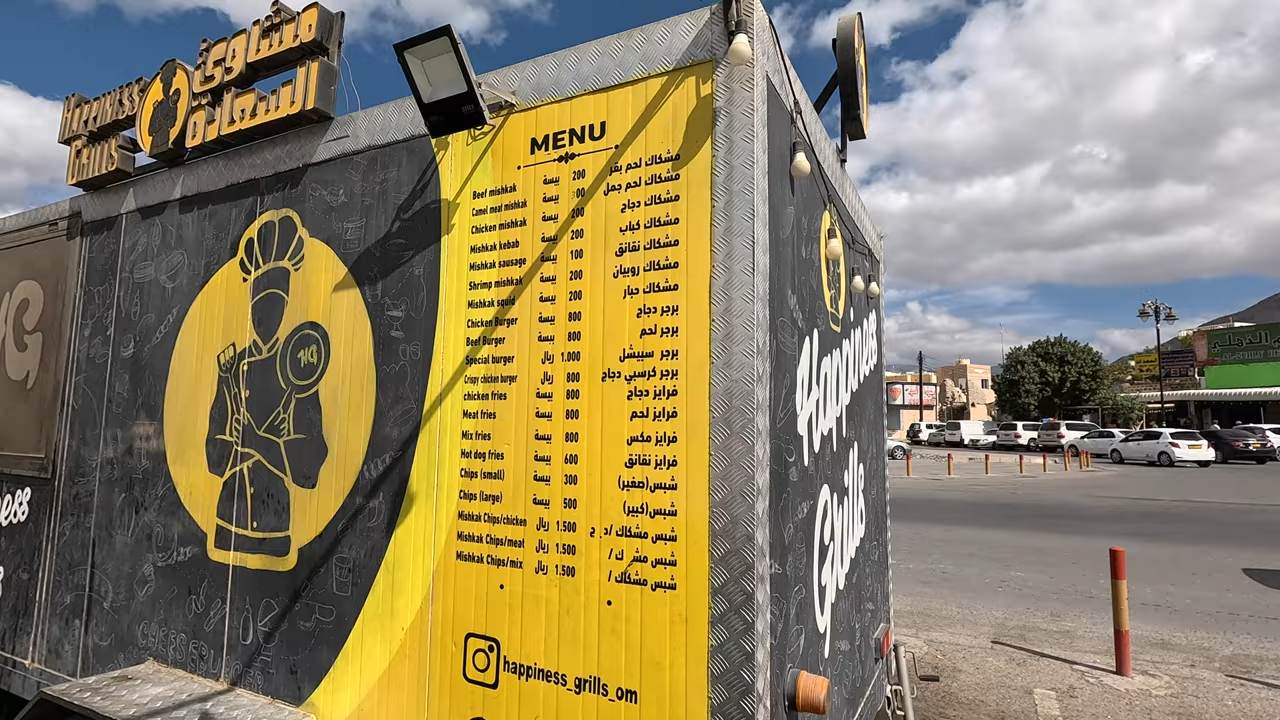 HAPPINESS
GRILLS
مشاوي
السعادة
MENU
Beef mishkak بيسة 200 مشكاك لحم بقر
Camel meat mishkak بيسة 00 مشكاك لحم جمل
Chicken mishkak بيسة 200 مشكاك دجاج
Mishkak kebab بيسة 200 مشكاك كباب
Mishkak sausage بيسة 100 مشكاك نقانق
Shrimp mishkak بيسة 200 مشكاك روبيان
Mishkak squid بيسة 200 مشكاك حبار
Chicken Burger بيسة 800 برجر دجاج
Beef Burger بيسة 800 برجر لحم
Special burger ريال 1.000 برجر سبيشل
Crispy chicken burger بيسة 800 برجر كرسبي دجاج
chicken fries بيسة 800 فرايز دجاج
Meat fries بيسة 800 فرايز لحم
Mix fries بيسة 800 فرايز مكس
Hot dog fries بيسة 600 فرايز نقانق
Chips (small) بيسة 300 شبس(صغير)
Chips (large) بيسة 500 شبس(كبير)
Mishkak Chips/chicken ريال 1.500 شبس مشكاك /
Mishkak Chips/meat ريال 1.500 شبس /
Mishkak Chips/mix ريال 1.500 شبس مشكاك /
happiness_grills_om
HG
Happiness
Grills
ness
CHEESEBURGER